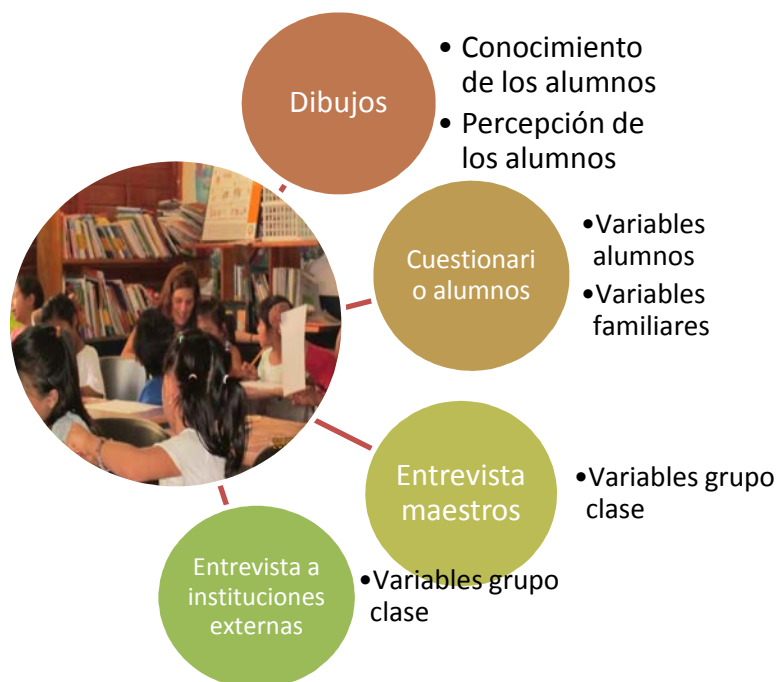 Dibujos
• Conocimiento
de los alumnos
• Percepción de
los alumnos
Cuestionari
o alumnos
•Variables
alumnos
•Variables
familiares
Entrevista
maestros
•Variables grupo
clase
Entrevista a
instituciones
externas
•Variables grupo
clase